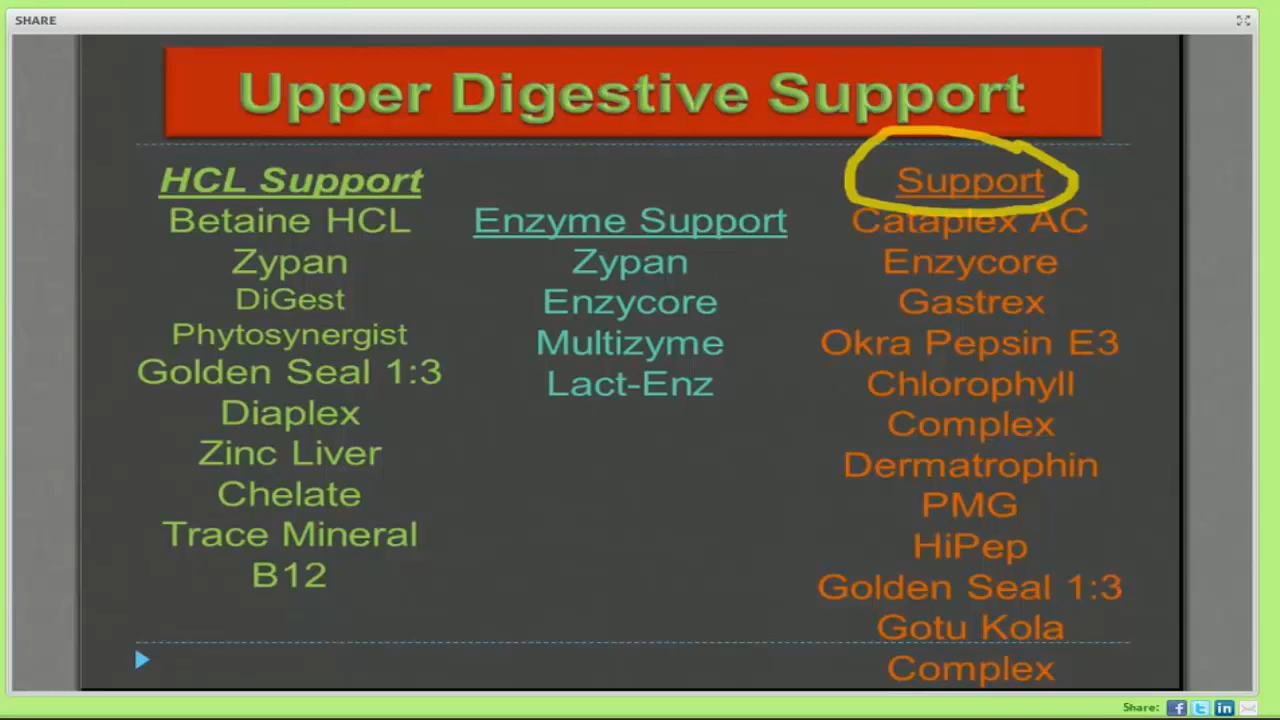 SHARE
Upper Digestive Support
HCL Support
Betaine HCL
Zypan
DiGest
Phytosynergist
Golden Seal 1:3
Diaplex
Zinc Liver
Chelate
Trace Mineral
B12
Enzyme Support
Zypan
Enzycore
Multizyme
Lact-Enz
Support
Cataplex AC
Enzycore
Gastrex
Okra Pepsin E3
Chlorophyll
Complex
Dermatrophin
PMG
HiPep
Golden Seal 1:3
Gotu Kola
Complex
Share: